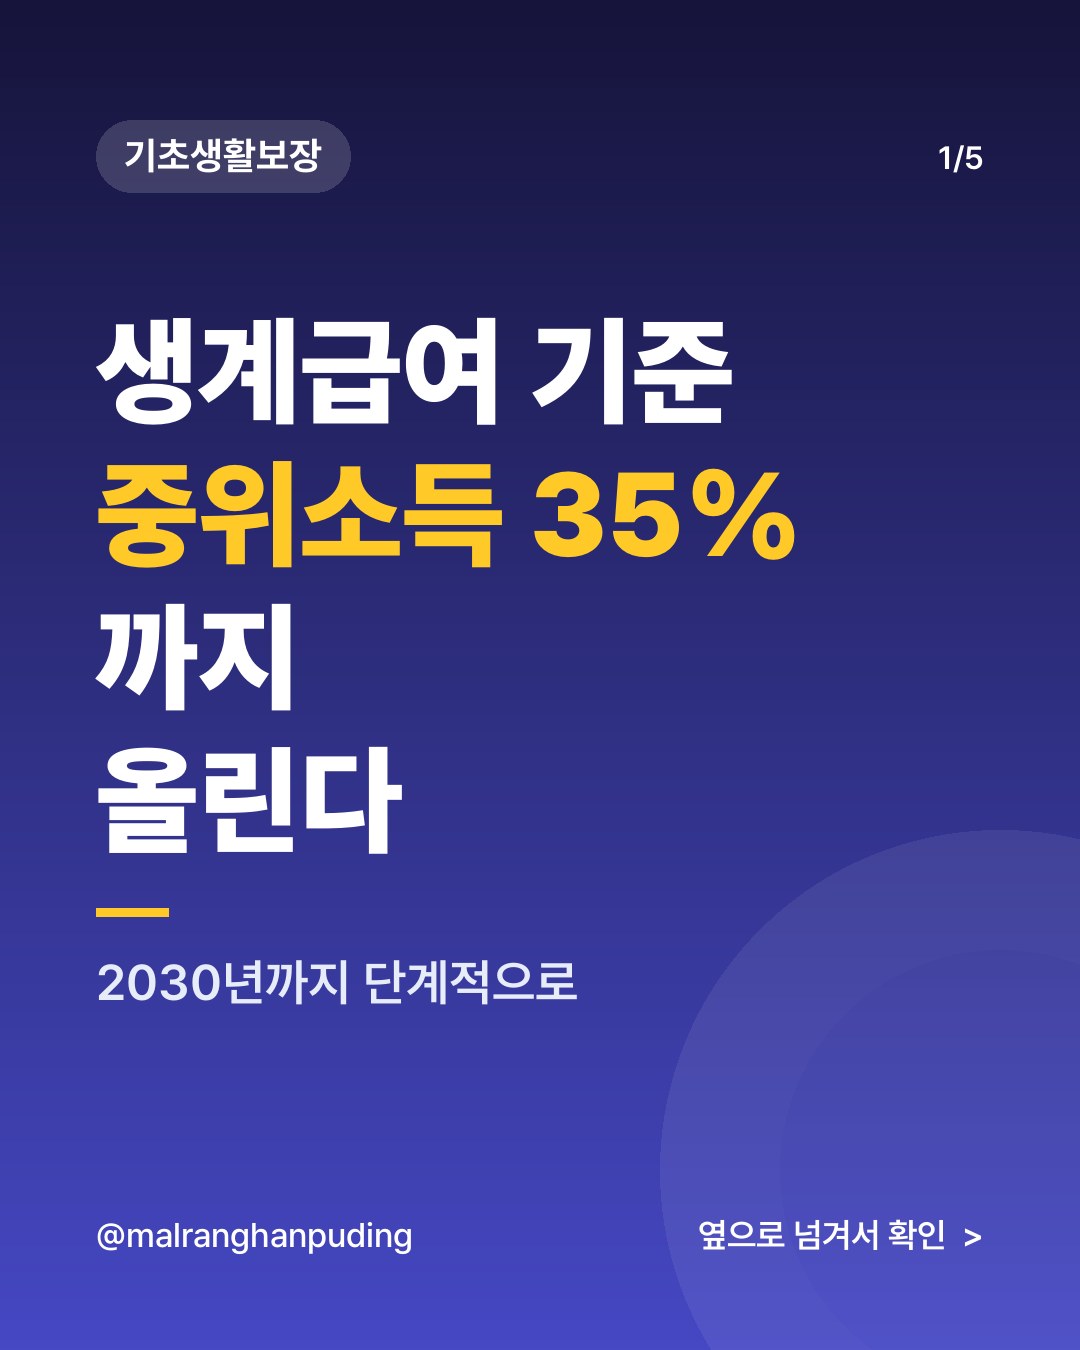 기초생활보장
1/5
생계급여 기준
중위소득 35%
까지
올린다
2030년까지 단계적으로
@malranghanpuding
옆으로 넘겨서 확인 >